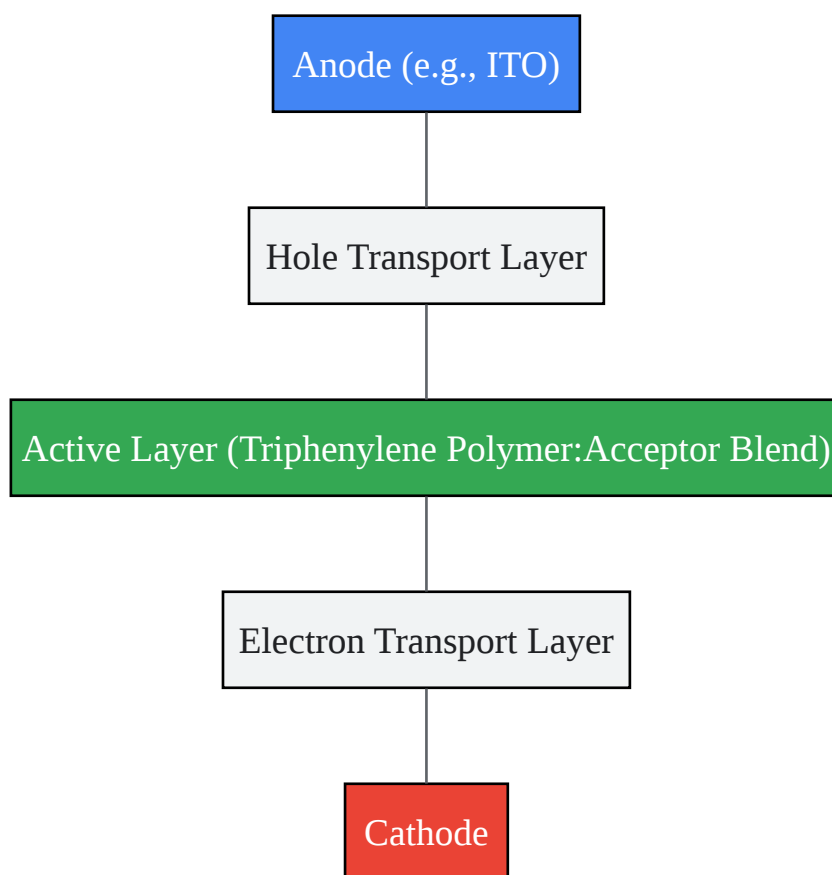 Anode (e.g., ITO)
Hole Transport Layer
Active Layer (Triphenylene Polymer:Acceptor Blend)
Electron Transport Layer
Cathode